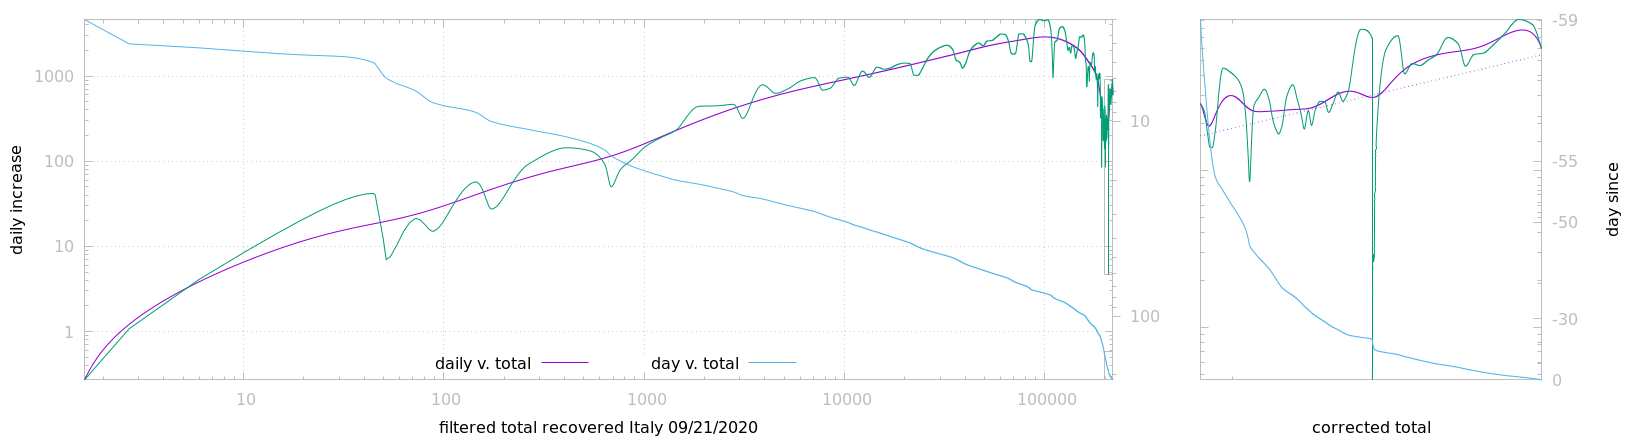 daily increase
1000
100
10
1
10
100
1000
10000
100000
daily v. total
day v. total
filtered total recovered Italy 09/21/2020
10
100
-59
-55
-50
-30
0
day since
corrected total